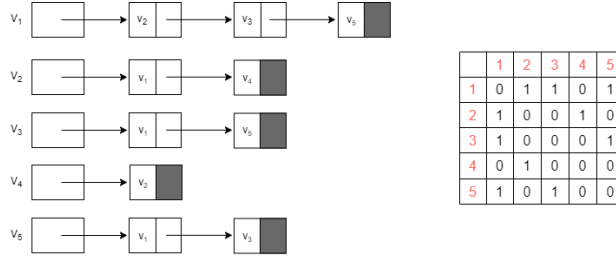 V1 v2 v3 v5
V2 v1 v4
V3 v1 v5
V4 v2
V5 v1 v3
1 2 3 4 5
1 0 1 1 0 1
2 1 0 0 1 0
3 1 0 0 0 1
4 0 1 0 0 0
5 1 0 1 0 0